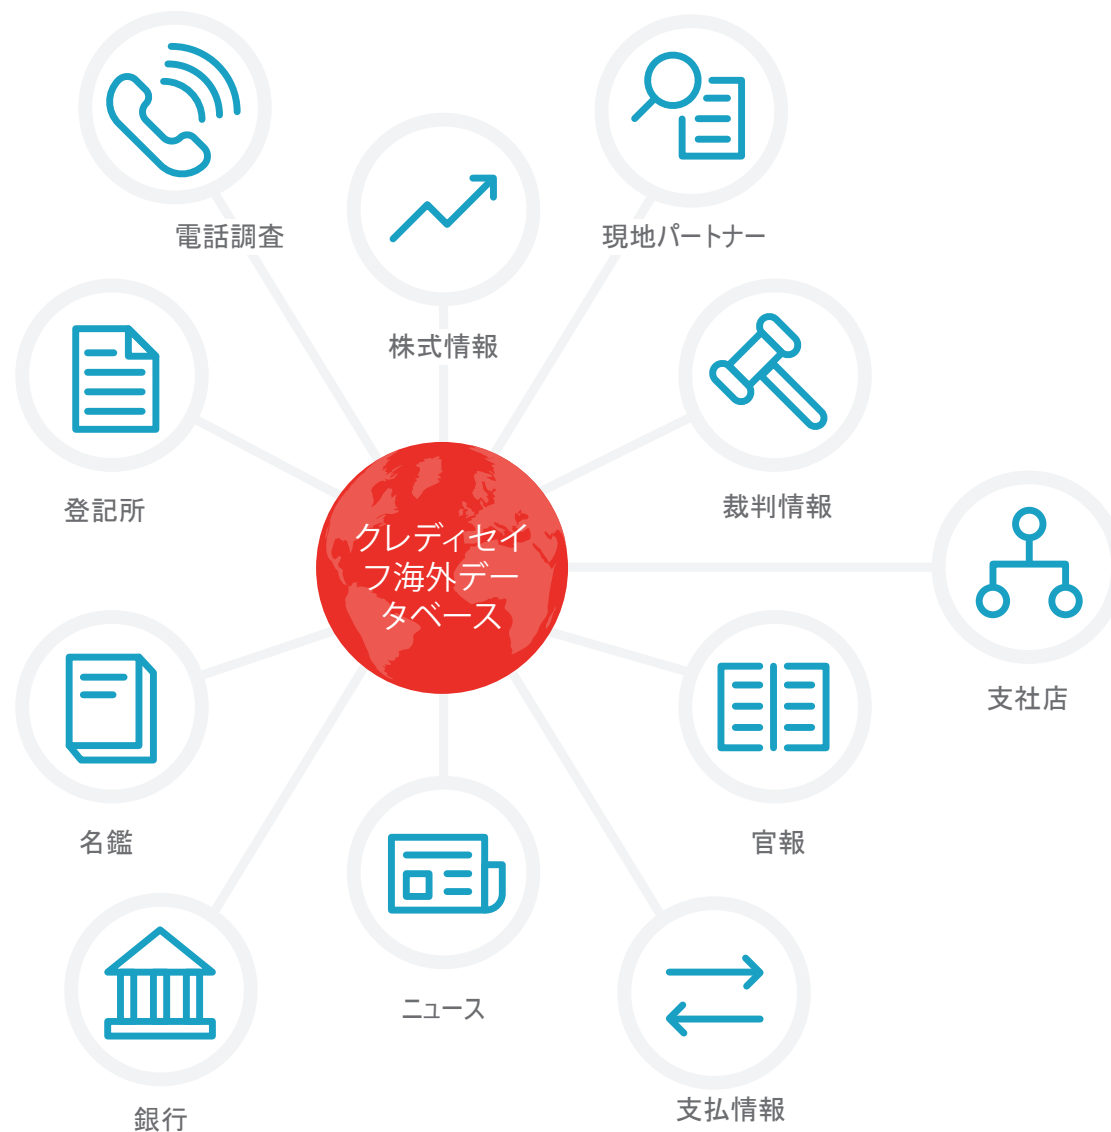 電話調査
現地パートナー
株式情報
登記所
裁判情報
クレディセイ
フ海外デー
タベース
支社店
名鑑
官報
ニュース
銀行
支払情報